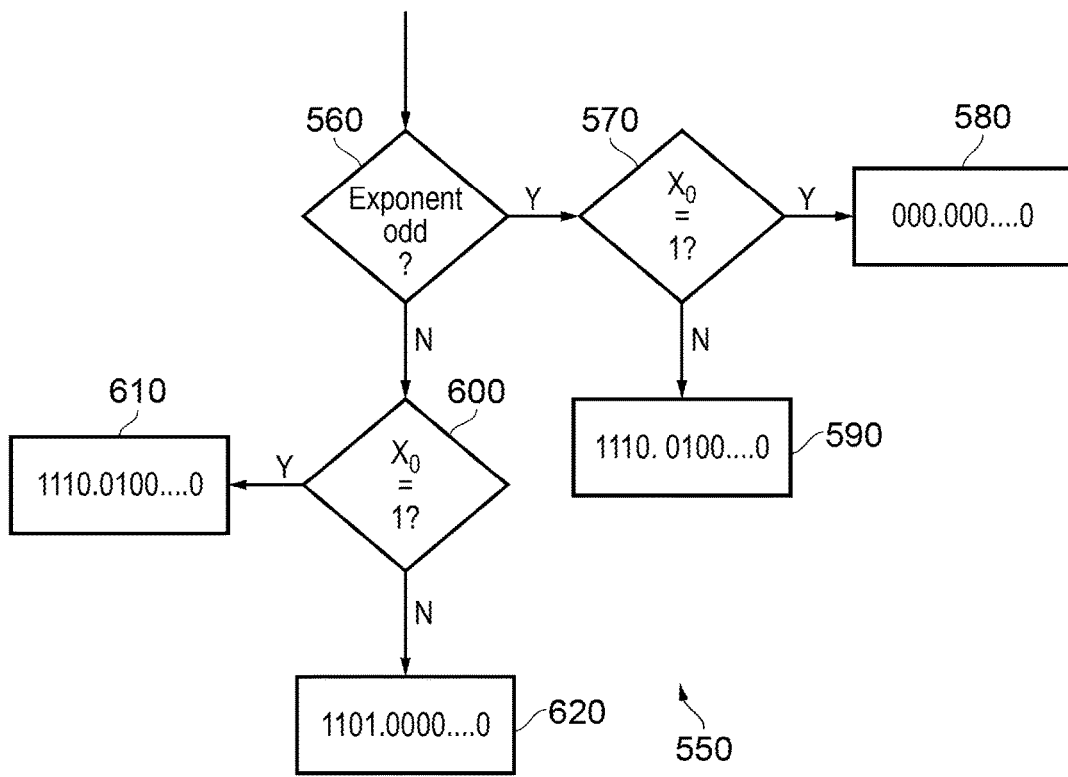 560
Exponent
odd
?
Y
570
X₀
=
1?
Y
580
000.000....0
N
N
590
1110. 0100....0
600
X₀
=
1?
Y
610
1110.0100....0
N
620
1101.0000....0
550